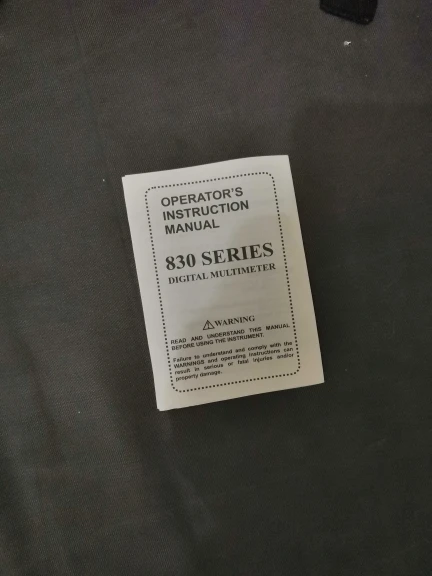 OPERATOR'S
INSTRUCTION
MANUAL
830 SERIES
DIGITAL MULTIMETER
⚠WARNING
READ AND UNDERSTAND THIS MANUAL
BEFORE USING THE INSTRUMENT.
Failure to understand and comply with the
WARNINGS and operating instructions can
result in serious or fatal injuries and/or
property damage.